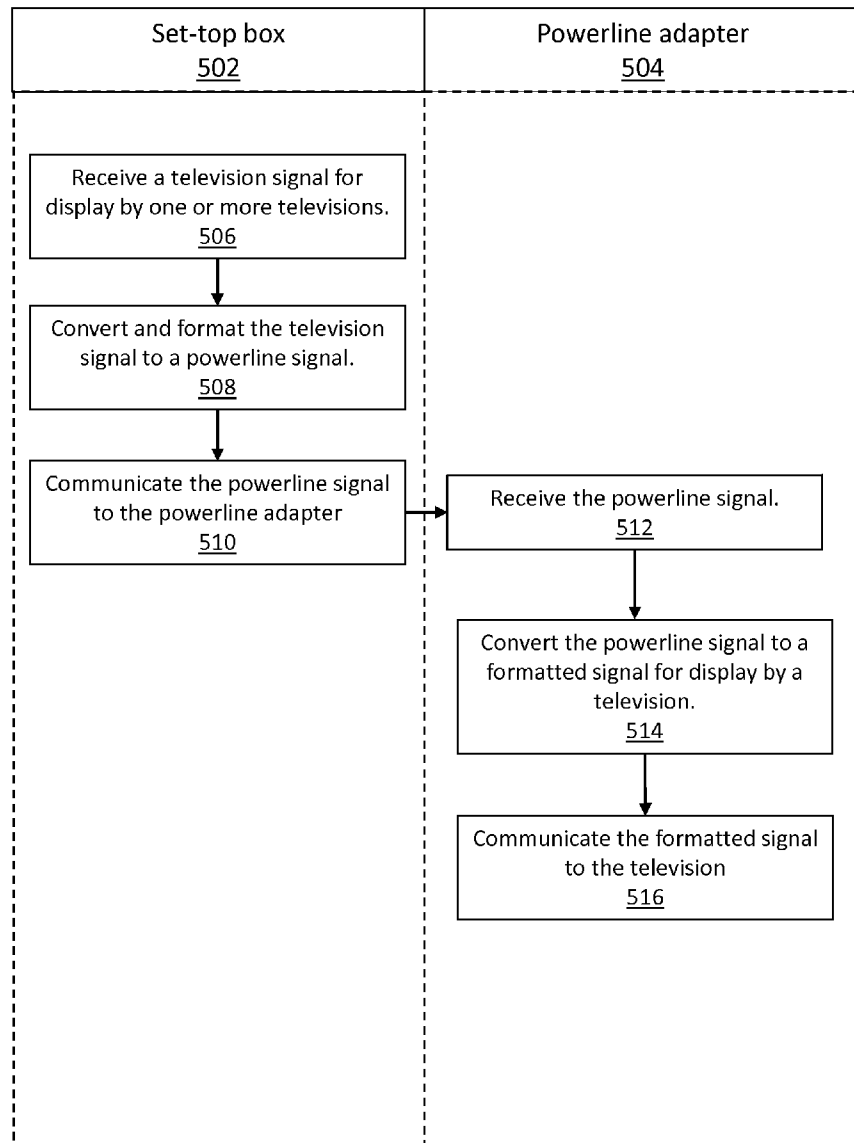 Set-top box
502
Powerline adapter
504
Receive a television signal for
display by one or more televisions.
506
Convert and format the television
signal to a powerline signal.
508
Communicate the powerline signal
to the powerline adapter
510
Receive the powerline signal.
512
Convert the powerline signal to a
formatted signal for display by a
television.
514
Communicate the formatted signal
to the television
516